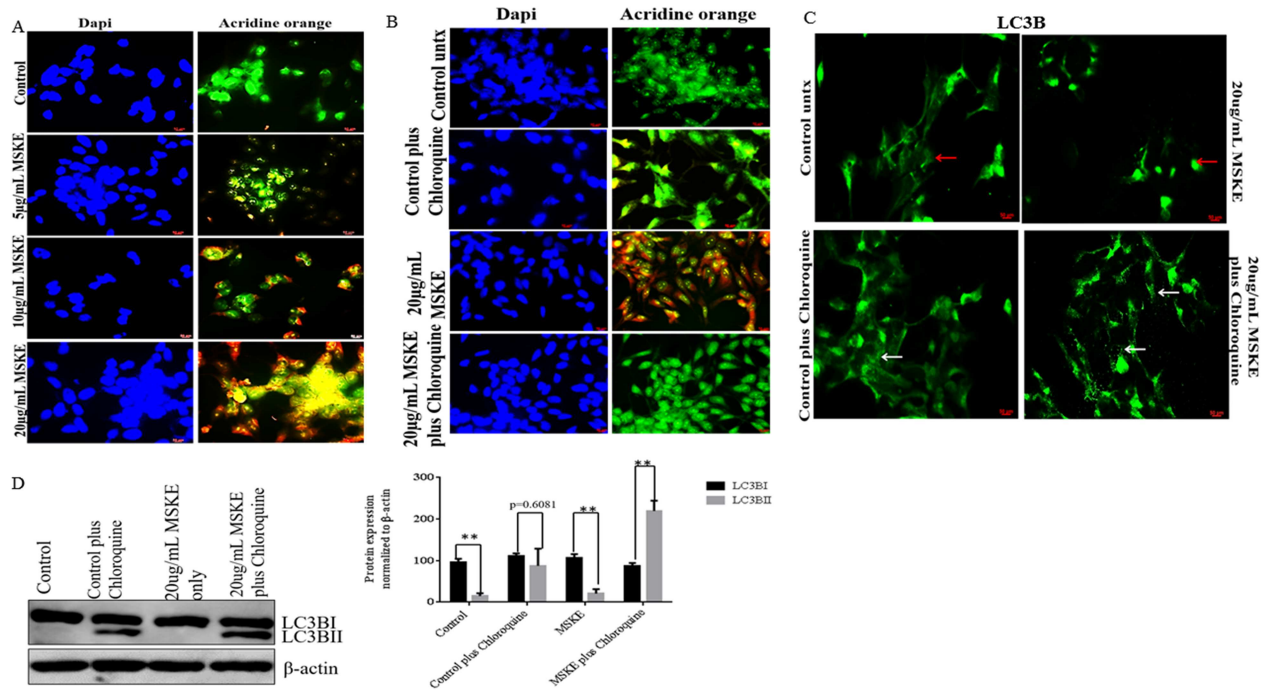 A
Dapi
Acridine orange
Control
5µg/mL MSKE
10µg/mL MSKE
20µg/mL MSKE
B
Dapi
Acridine orange
Control untx
Control plus
Chloroquine
20µg/mL
MSKE
20µg/mL MSKE
plus Chloroquine
C
LC3B
Control untx
20ug/mL MSKE
Control plus Chloroquine
20ug/mL MSKE
plus Chloroquine
D
Control
Control plus
Chloroquine
20ug/mL MSKE
only
20ug/mL MSKE
plus Chloroquine
LC3BI
LC3BII
β-actin
Protein expression
normalized to β-actin
300
200
100
0
**
p=0.6081
**
**
LC3BI
LC3BII
Control
Control plus Chloroquine
MSKE
MSKE plus Chloroquine